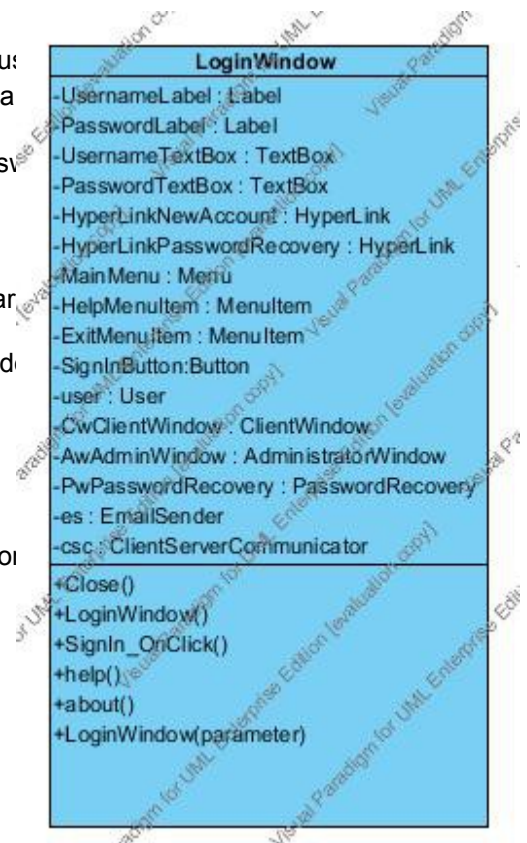 LoginWindow
-UsernameLabel : Label
-PasswordLabel : Label
-UsernameTextBox : TextBox
-PasswordTextBox : TextBox
-HyperLinkNewAccount : HyperLink
-HyperLinkPasswordRecovery : HyperLink
-MainMenu : Menu
-HelpMenuItem : MenuItem
-ExitMenuItem : MenuItem
-SignInButton:Button
-user : User
-CwClientWindow : ClientWindow
-AwAdminWindow : AdministratorWindow
-PwPasswordRecovery : PasswordRecovery
-es : EmailSender
-csc : ClientServerCommunicator
+Close()
+LoginWindow()
+SignIn_OnClick()
+help()
+about()
+LoginWindow(parameter)